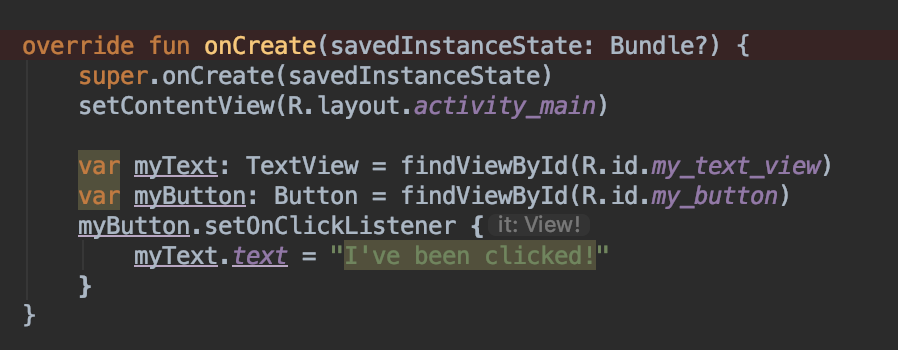 override fun onCreate(savedInstanceState: Bundle?) {
super.onCreate(savedInstanceState)
setContentView(R.layout.activity_main)
var myText: TextView = findViewById(R.id.my_text_view)
var myButton: Button = findViewById(R.id.my_button)
myButton.setOnClickListener { it: View!
myText.text = "I've been clicked!"
}
}